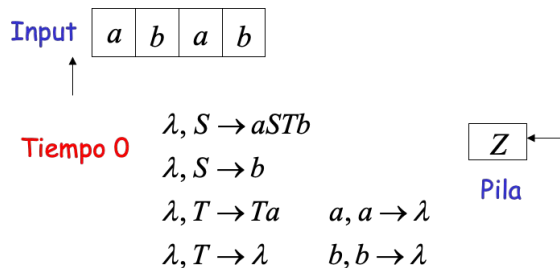 Input a b a b
Tiempo 0
λ, S → aSTb
λ, S → b
λ, T → Ta a, a → λ
λ, T → λ b, b → λ
Z
Pila